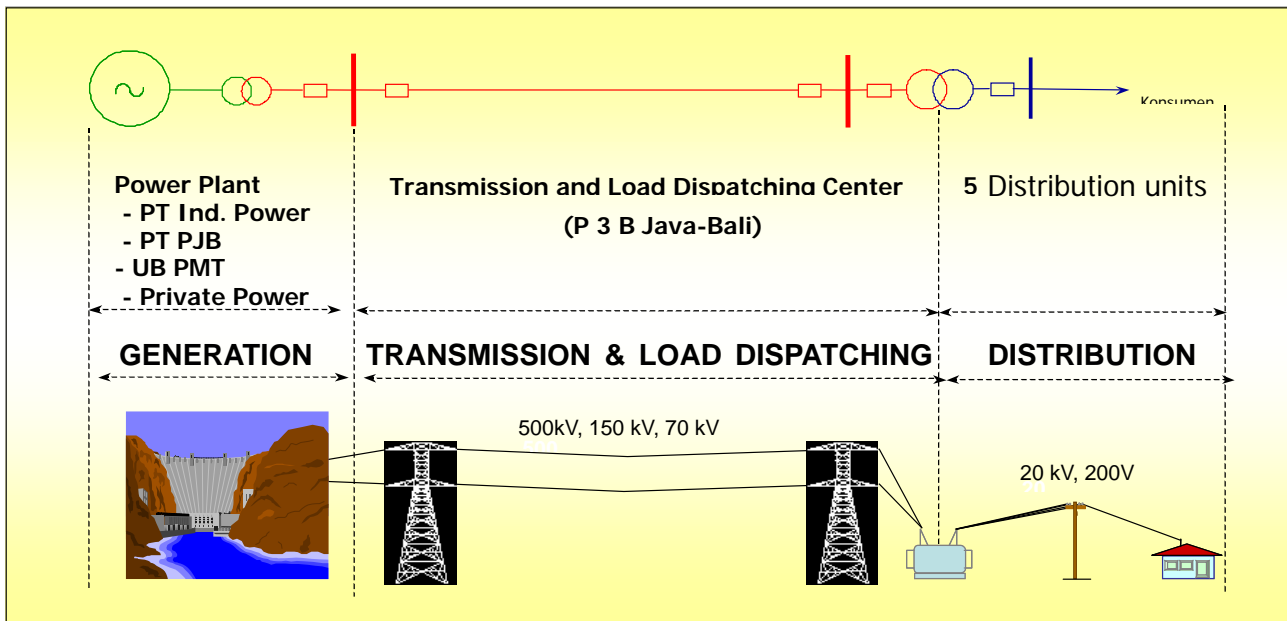 Konsumen
Power Plant
- PT Ind. Power
- PT PJB
- UB PMT
- Private Power
Transmission and Load Dispatching Center
(P 3 B Java-Bali)
5 Distribution units
GENERATION
TRANSMISSION & LOAD DISPATCHING
DISTRIBUTION
500kV, 150 kV, 70 kV
20 kV, 200V